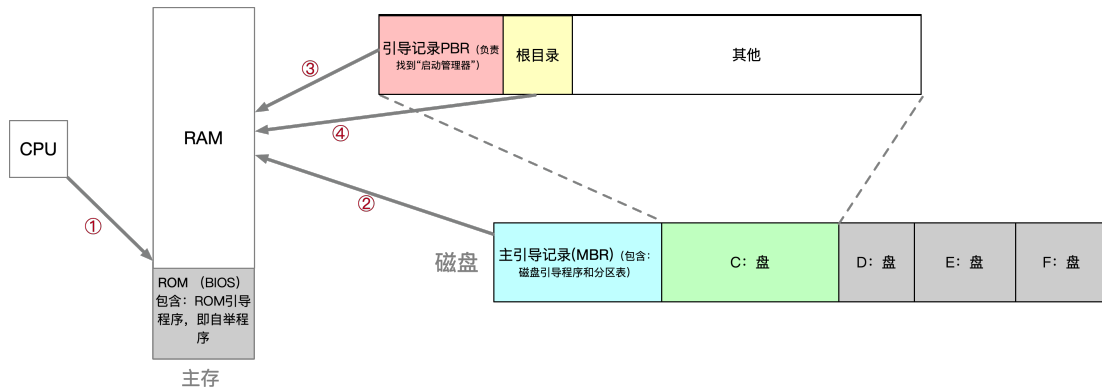 引导记录PBR（负责
找到“启动管理器”）
根目录
其他
③
④
CPU
RAM
①
②
磁盘
主引导记录(MBR)（包含：
磁盘引导程序和分区表）
C：盘
D：盘
E：盘
F：盘
ROM （BIOS）
包含：ROM引导
程序，即自举程
序
主存